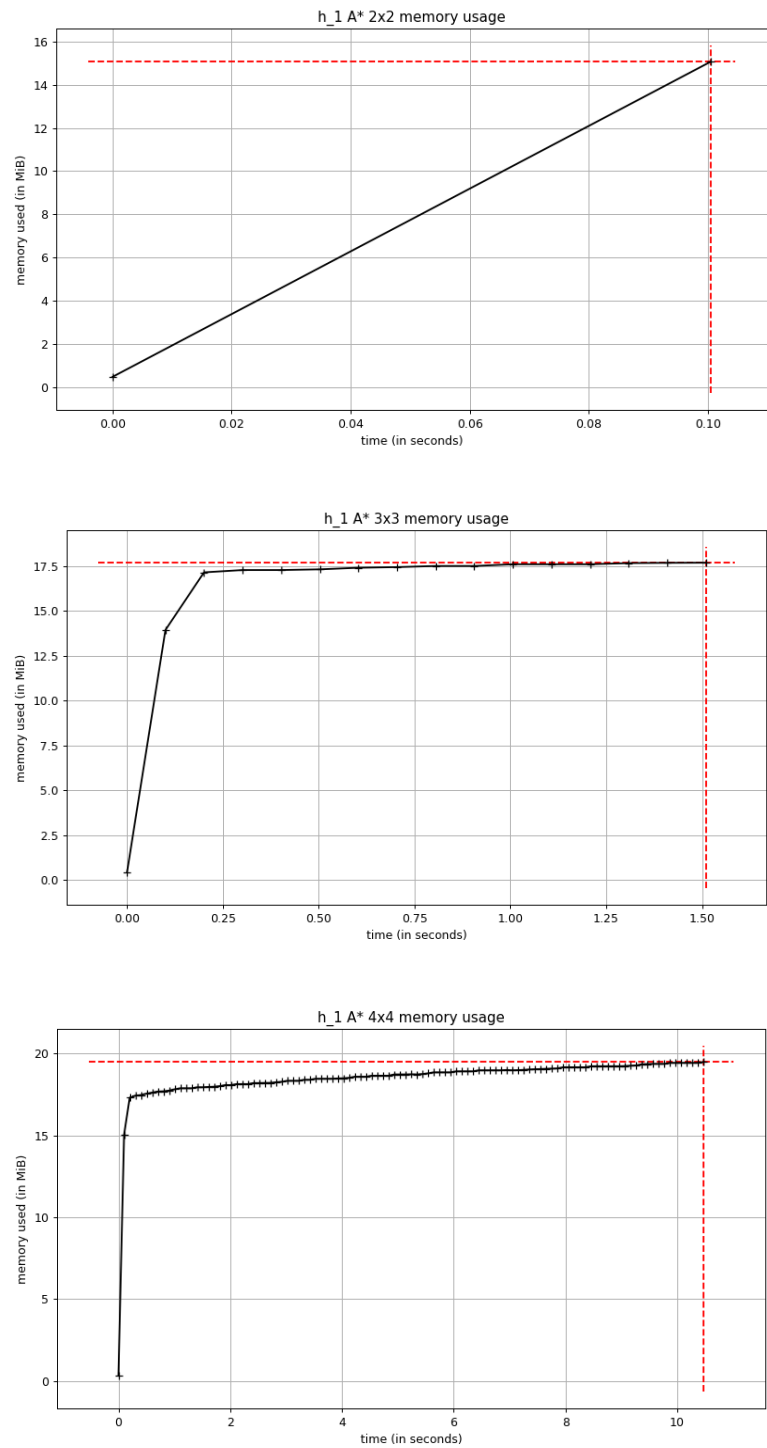 h_1 A* 2x2 memory usage
16
14
12
10
8
6
4
2
0
memory used (in MiB)
0.00 0.02 0.04 0.06 0.08 0.10
time (in seconds)
h_1 A* 3x3 memory usage
17.5
15.0
12.5
10.0
7.5
5.0
2.5
0.0
memory used (in MiB)
0.00 0.25 0.50 0.75 1.00 1.25 1.50
time (in seconds)
h_1 A* 4x4 memory usage
20
15
10
5
0
memory used (in MiB)
0 2 4 6 8 10
time (in seconds)